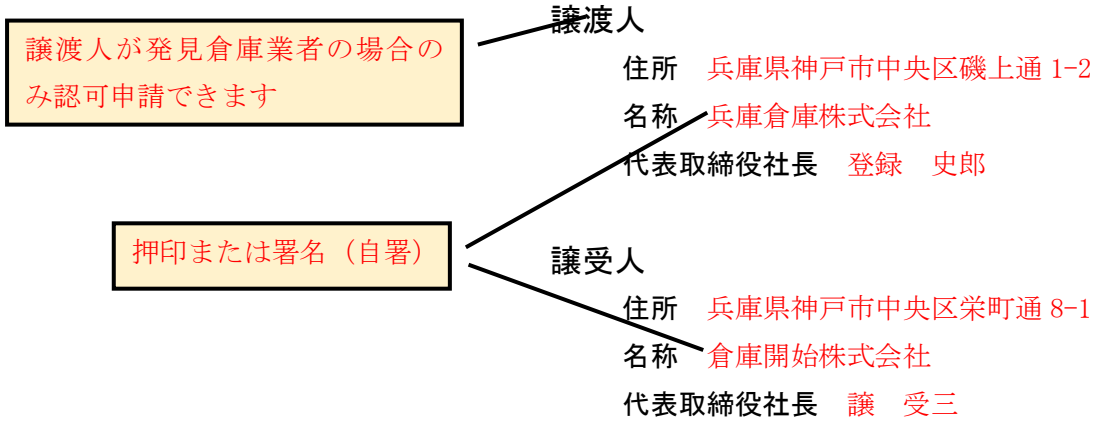 譲渡人が発見倉庫業者の場合の
み認可申請できます
譲渡人
住所　兵庫県神戸市中央区磯上通 1-2
名称　兵庫倉庫株式会社
代表取締役社長　登録　史郎
押印または署名（自署）
譲受人
住所　兵庫県神戸市中央区栄町通 8-1
名称　倉庫開始株式会社
代表取締役社長　譲　受三